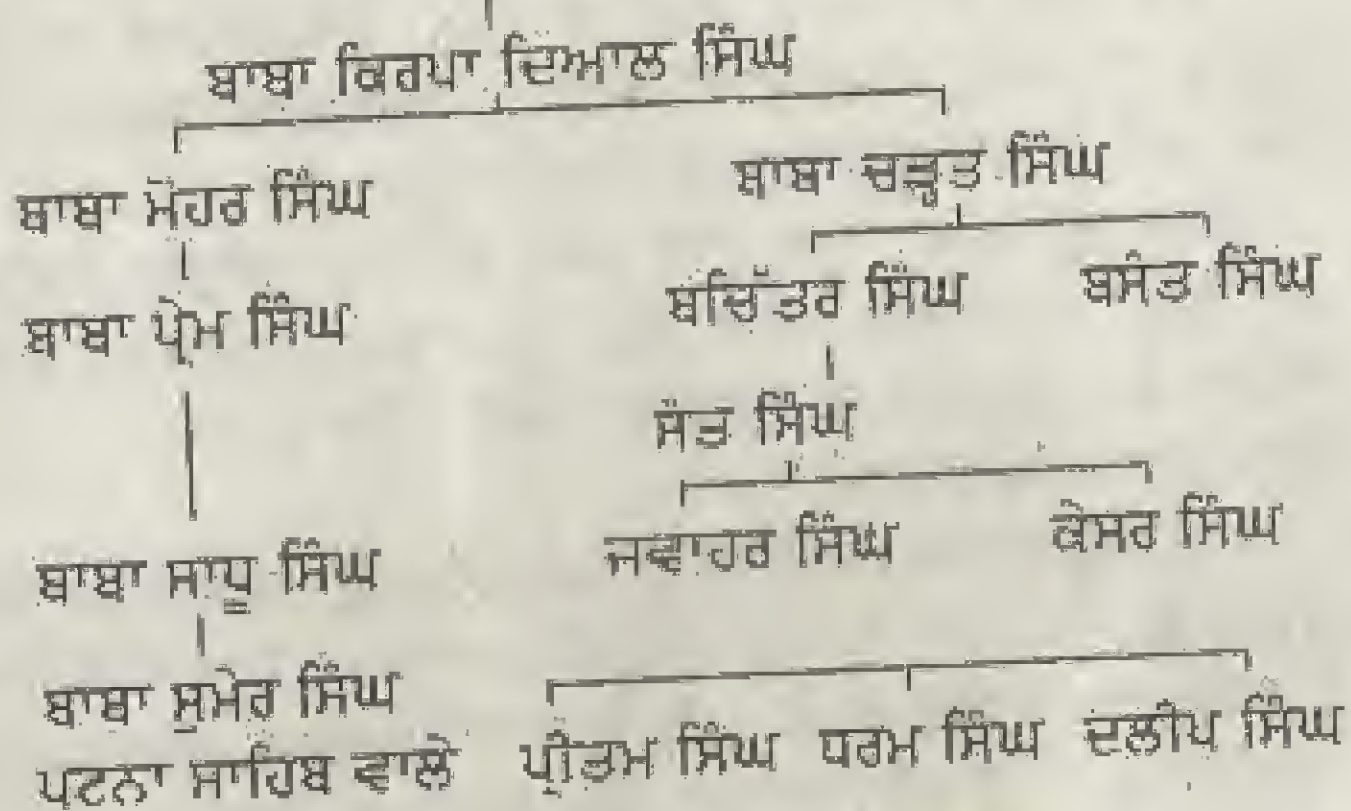 ਬਾਬਾ ਕਿਰਪਾ ਦਿਆਲ ਸਿੰਘ
ਬਾਬਾ ਮੋਹਰ ਸਿੰਘ
ਬਾਬਾ ਚੜ੍ਹਤ ਸਿੰਘ
ਬਾਬਾ ਪ੍ਰੇਮ ਸਿੰਘ
ਬਚਿੱਤਰ ਸਿੰਘ
ਬਸੰਤ ਸਿੰਘ
ਸੰਤ ਸਿੰਘ
ਬਾਬਾ ਸਾਧੂ ਸਿੰਘ
ਜਵਾਹਰ ਸਿੰਘ
ਕੇਸਰ ਸਿੰਘ
ਬਾਬਾ ਸੁਮੇਰ ਸਿੰਘ
ਪਟਨਾ ਸਾਹਿਬ ਵਾਲੇ
ਪ੍ਰੀਤਮ ਸਿੰਘ
ਧਰਮ ਸਿੰਘ
ਦਲੀਪ ਸਿੰਘ